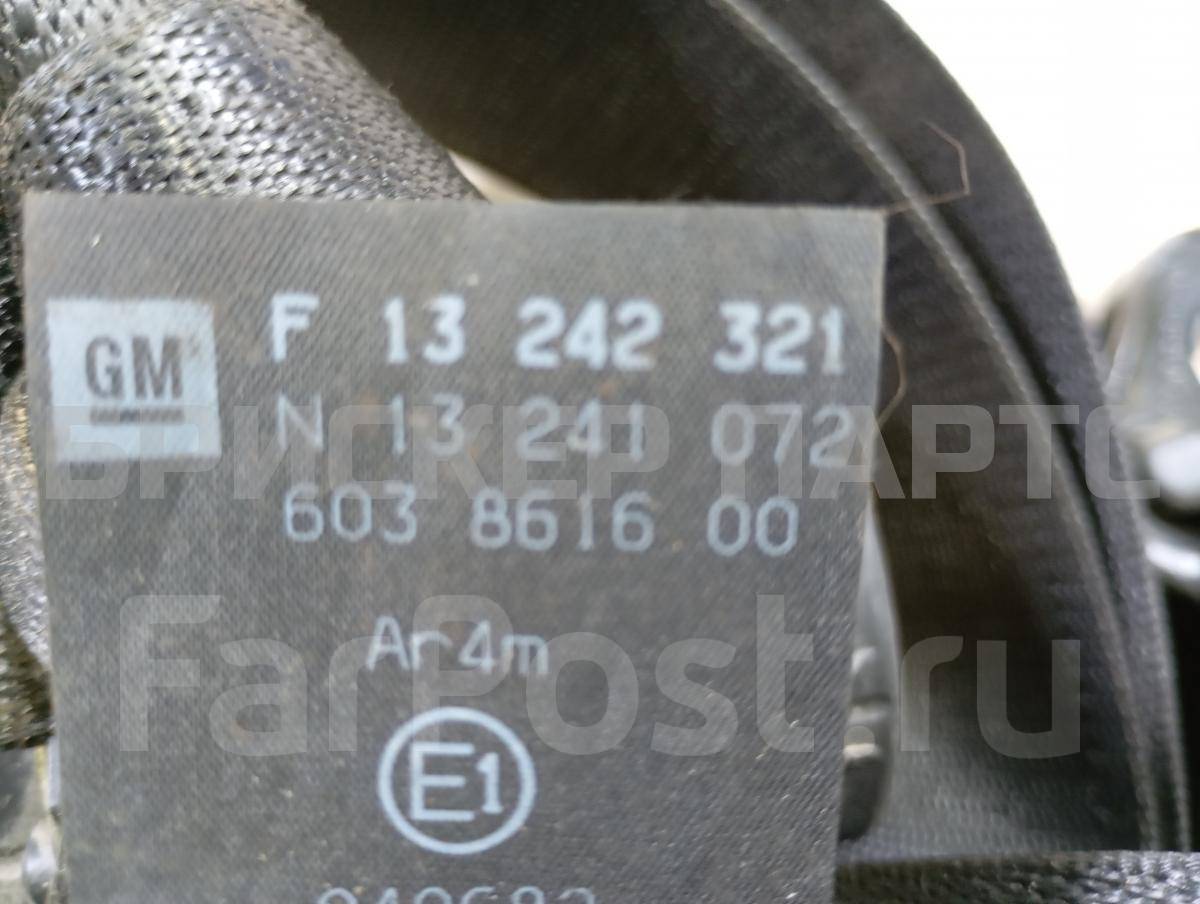 GM
F 13 242 321
N 13 241 072
БРИСКЕР ПАРТС
603 8616 00
Ar4m
FarPost.ru
E1